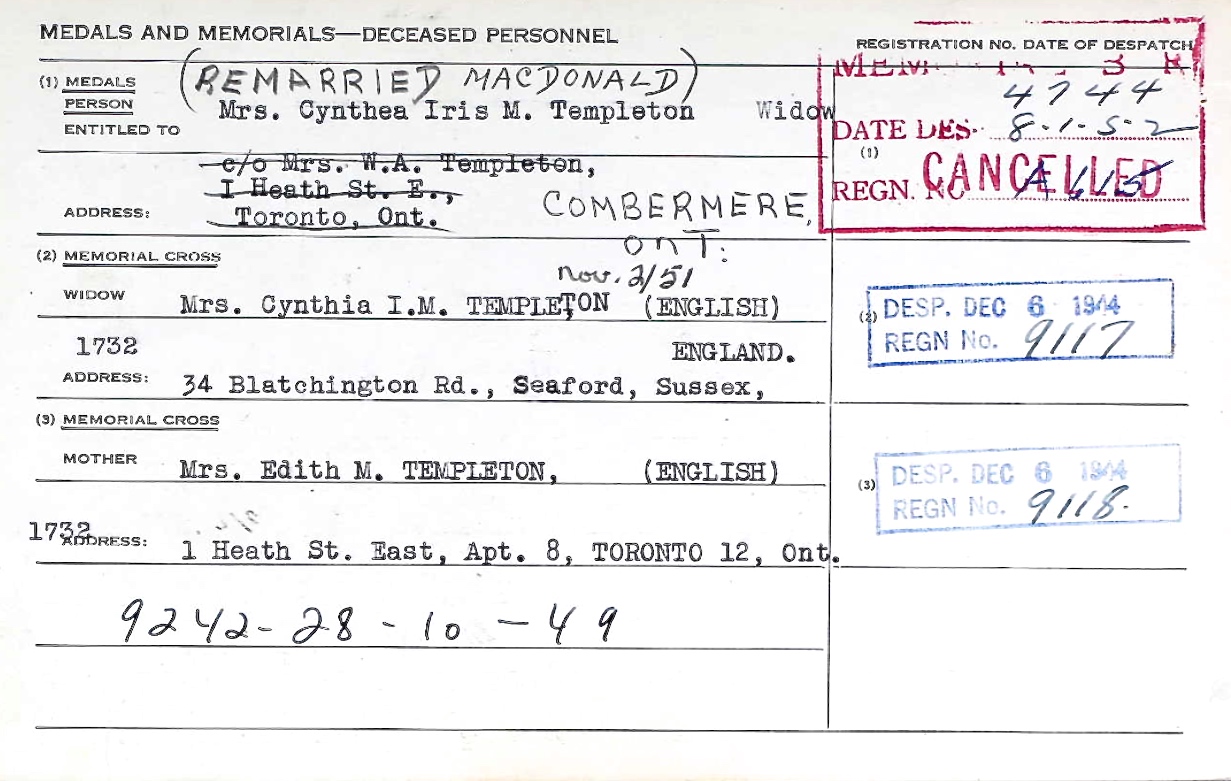 MEDALS AND MEMORIALS—DECEASED PERSONNEL
REGISTRATION NO. DATE OF DESPATCH
(1) MEDALS
PERSON
ENTITLED TO
(REMARRIED MACDONALD)
Mrs. Cynthea Iris M. Templeton Widow
4744
DATE DES. 8-1-52
(1)
REGN. NO
CANCELLED
c/o Mrs. W.A. Templeton,
1 Heath St. E.,
ADDRESS: Toronto, Ont.
COMBERMERE,
ONT.
(2) MEMORIAL CROSS
Nov. 2/51
WIDOW Mrs. Cynthia I.M. TEMPLETON (ENGLISH)
(2) DESP. DEC 6 1944
REGN No. 9117
1732 ENGLAND.
ADDRESS: 34 Blatchington Rd., Seaford, Sussex,
(3) MEMORIAL CROSS
MOTHER Mrs. Edith M. TEMPLETON, (ENGLISH)
(3) DESP. DEC 6 1944
REGN No. 9118.
1732
ADDRESS: 1 Heath St. East, Apt. 8, TORONTO 12, Ont.
9242-28-10-49